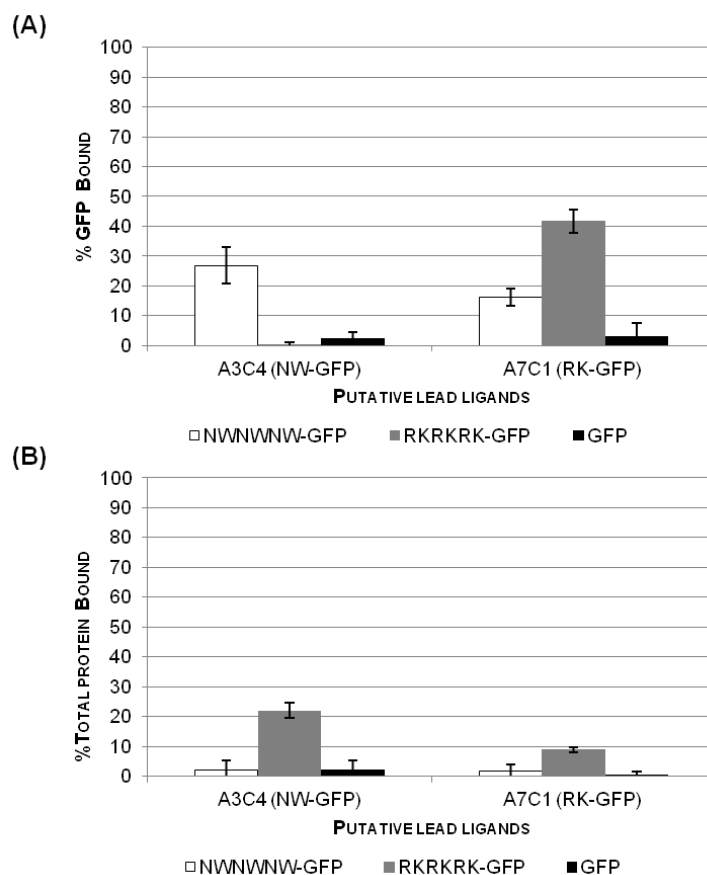 (A)
100
90
80
70
60
50
40
30
20
10
0
% GFP BOUND
A3C4 (NW-GFP) A7C1 (RK-GFP)
PUTATIVE LEAD LIGANDS
NWNWNW-GFP RKRKRK-GFP GFP
(B)
100
90
80
70
60
50
40
30
20
10
0
%TOTAL PROTEIN BOUND
A3C4 (NW-GFP) A7C1 (RK-GFP)
PUTATIVE LEAD LIGANDS
NWNWNW-GFP RKRKRK-GFP GFP